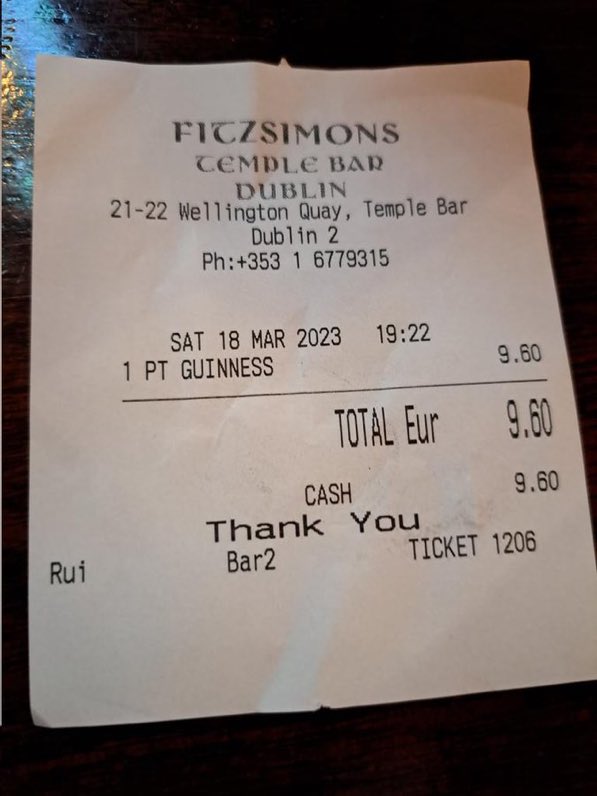 FITZSIMONS
TEMPLE BAR
DUBLIN
21-22 Wellington Quay, Temple Bar
Dublin 2
Ph:+353 1 6779315
SAT 18 MAR 2023 19:22
1 PT GUINNESS 9.60
TOTAL Eur 9.60
CASH 9.60
Thank You
Rui Bar2 TICKET 1206